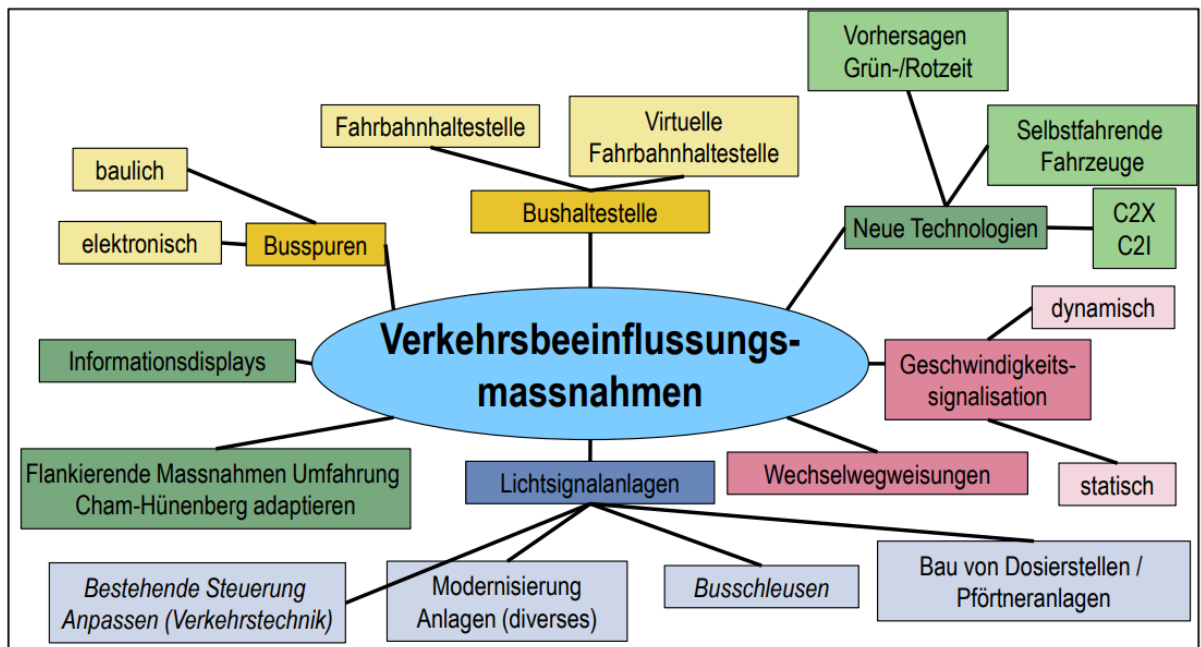 Vorhersagen
Grün-/Rotzeit
Fahrbahnhaltestelle
Virtuelle
Fahrbahnhaltestelle
Selbstfahrende
Fahrzeuge
baulich
Bushaltestelle
Neue Technologien
C2X
C2I
elektronisch
Busspuren
dynamisch
Verkehrsbeeinflussungs-
massnahmen
Informationsdisplays
Geschwindigkeits-
signalisation
Flankierende Massnahmen Umfahrung
Cham-Hünenberg adaptieren
Lichtsignalanlagen
Wechselwegweisungen
statisch
Bestehende Steuerung
Anpassen (Verkehrstechnik)
Modernisierung
Anlagen (diverses)
Busschleusen
Bau von Dosierstellen /
Pförtneranlagen